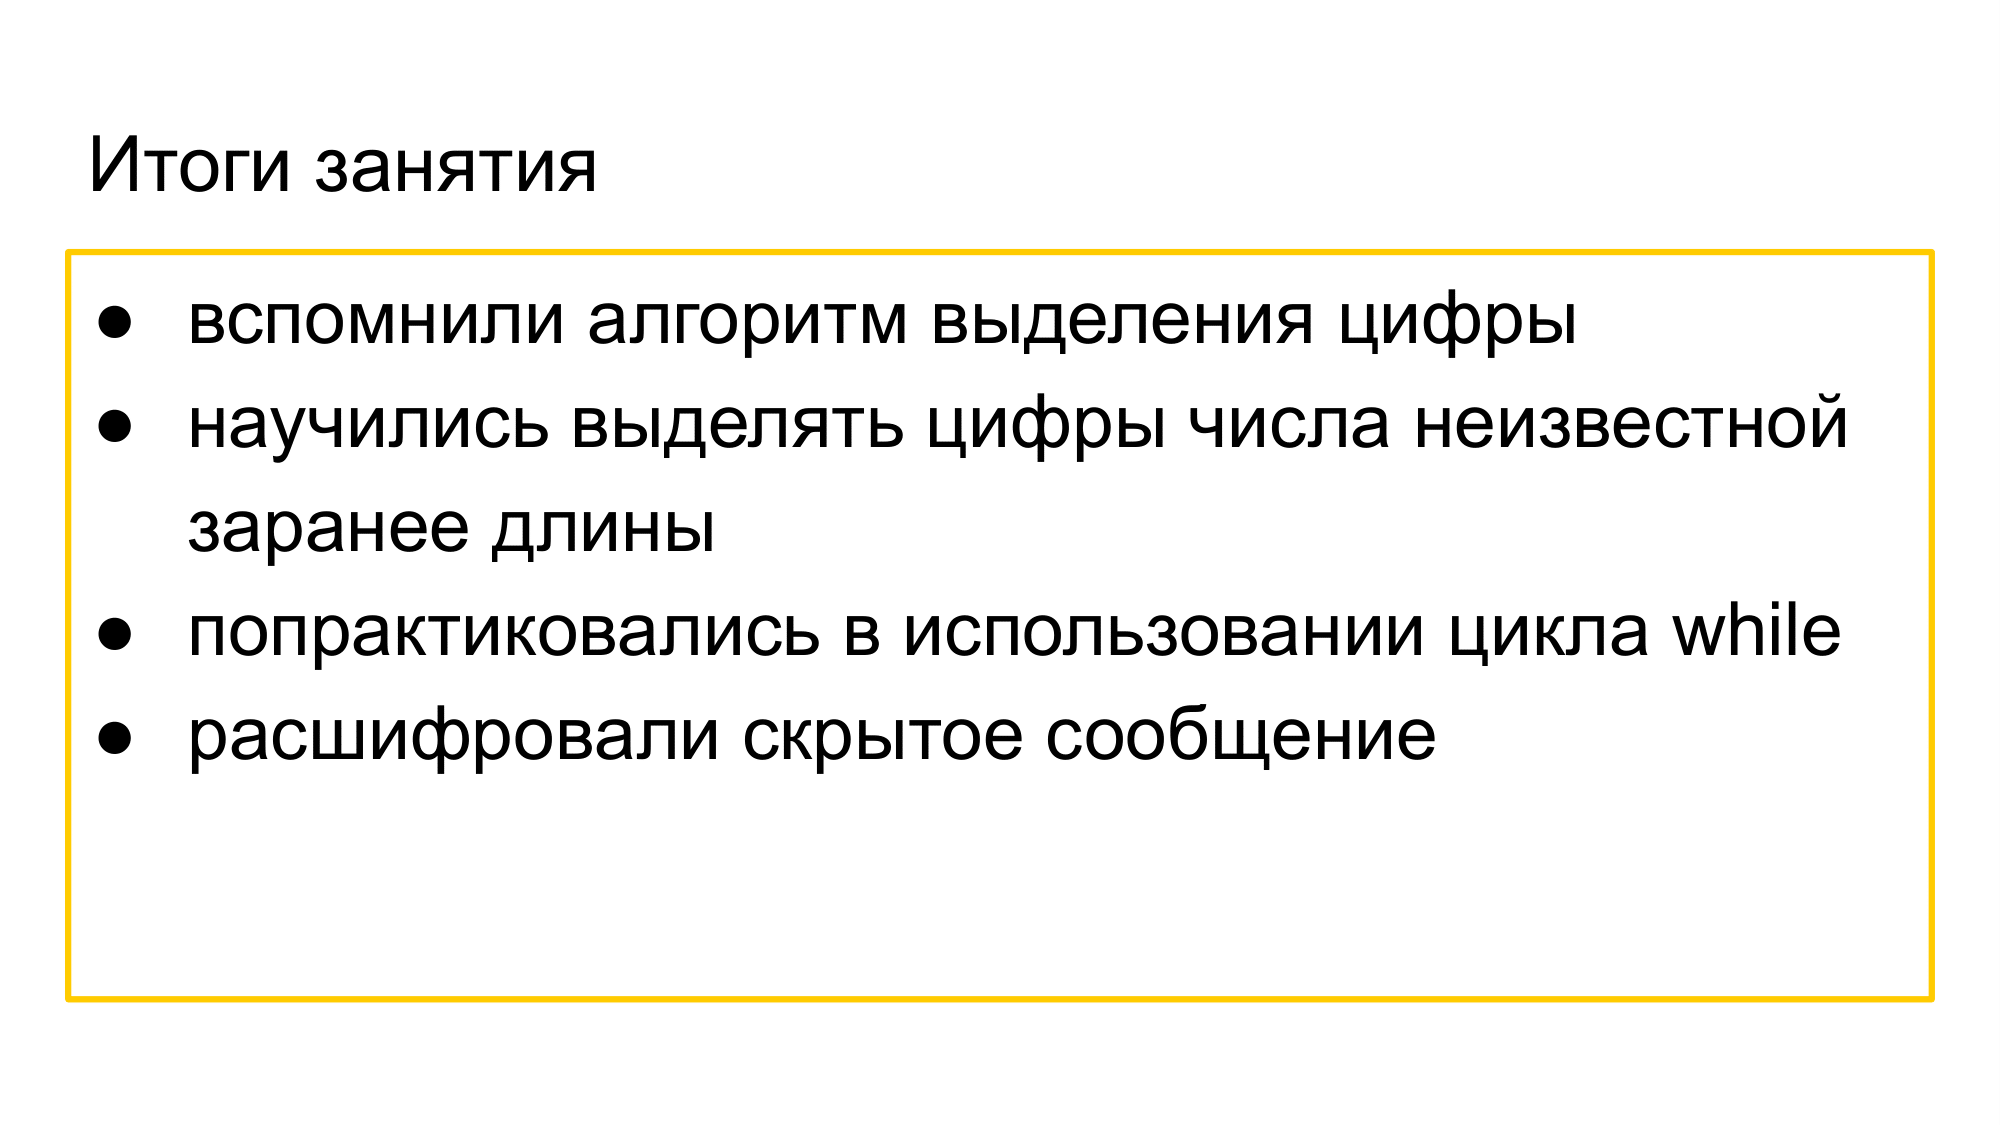 Итоги занятия
● вспомнили алгоритм выделения цифры
● научились выделять цифры числа неизвестной
заранее длины
● попрактиковались в использовании цикла while
● расшифровали скрытое сообщение